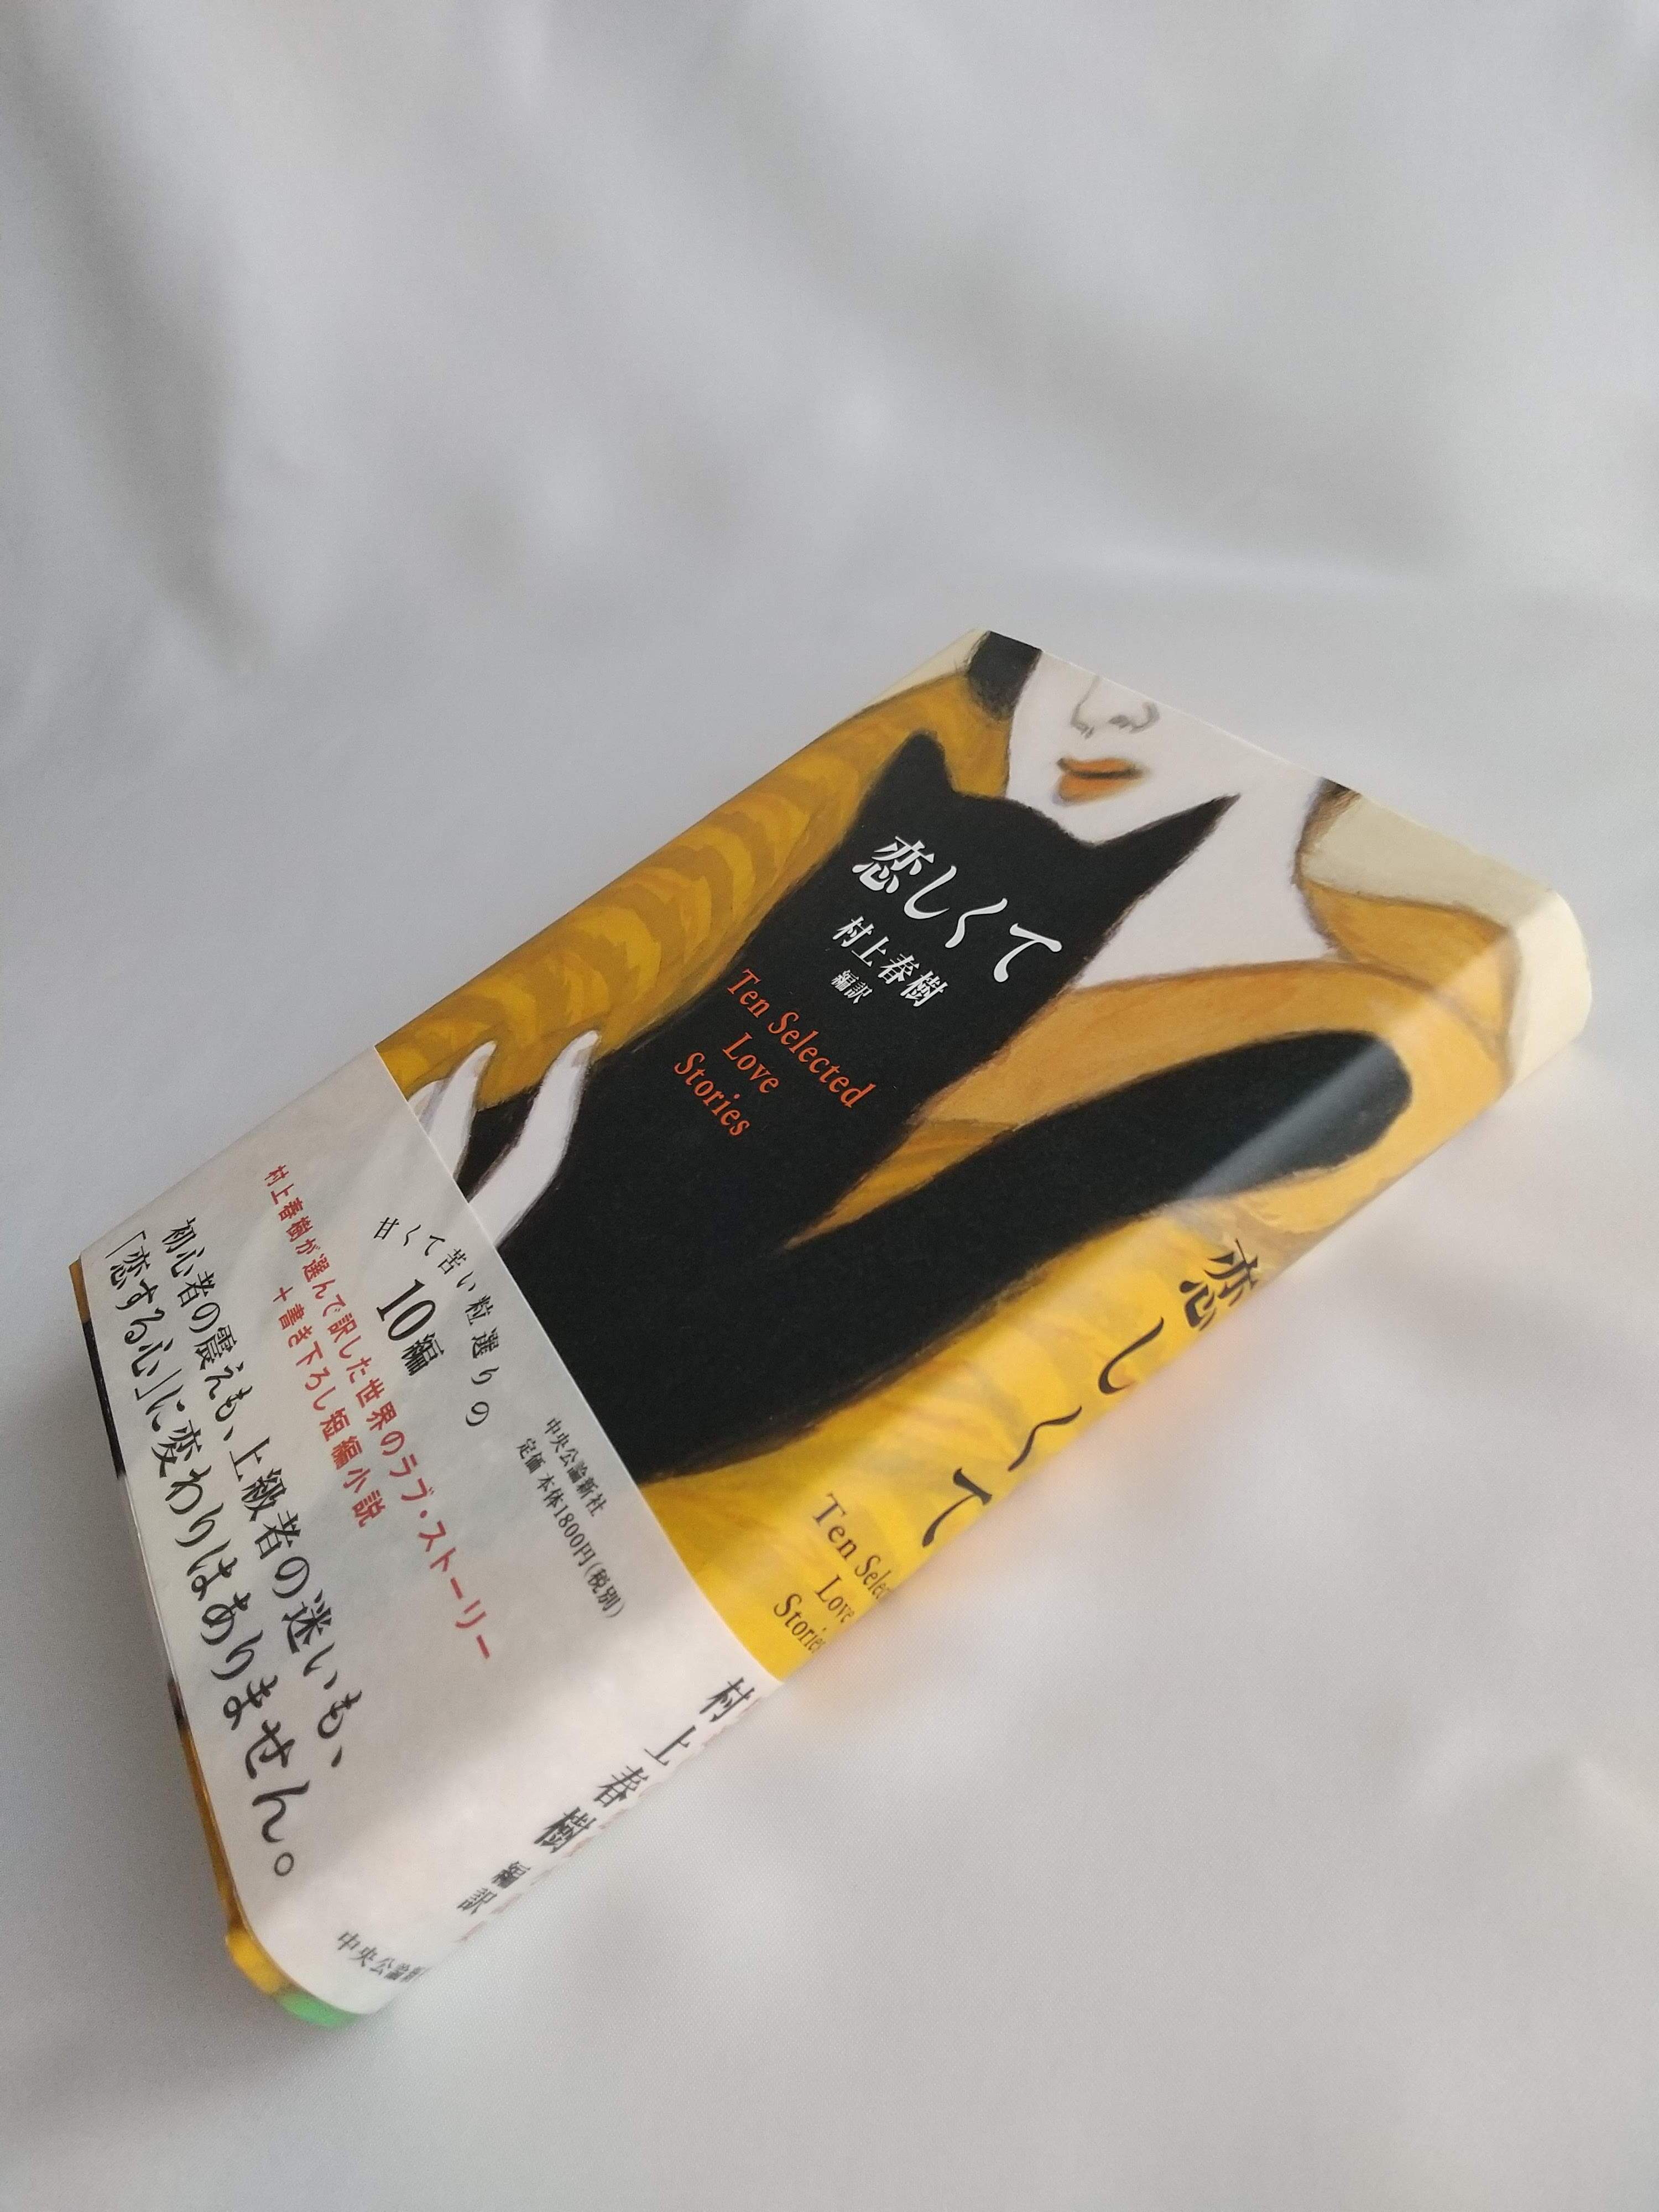 恋しくて
村上春樹
編訳
Ten Selected
Love
Stories
甘くて苦い粒選りの
10編
村上春樹が選んで訳した世界のラブ・ストーリー
+書き下ろし短編小説
初心者の震えも、上級者の迷いも、
「恋する心」に変わりはありません。
中央公論新社
定価 本体1800円(税別)
恋しくて
Ten
Love
村上春樹
編訳
中央公論